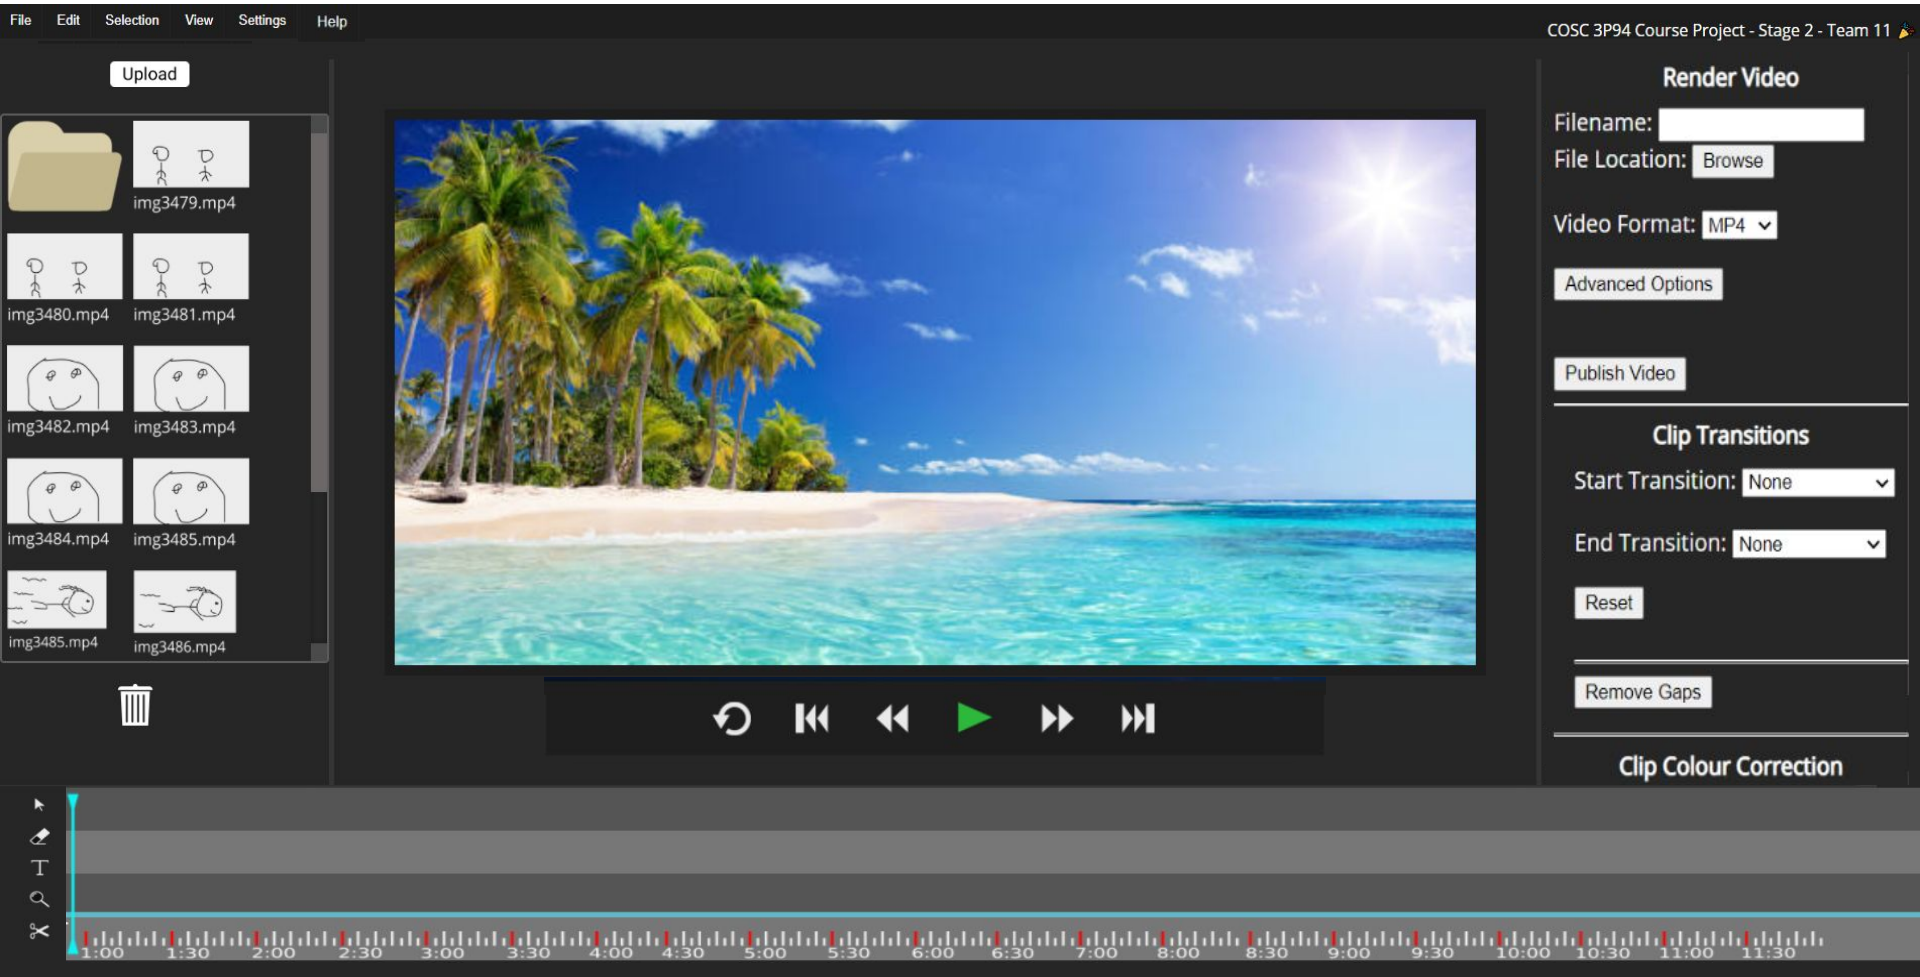 File Edit Selection View Settings Help
COSC 3P94 Course Project - Stage 2 - Team 11
Upload
img3479.mp4
img3480.mp4 img3481.mp4
img3482.mp4 img3483.mp4
img3484.mp4 img3485.mp4
img3485.mp4 img3486.mp4
Render Video
Filename:
File Location: Browse
Video Format: MP4
Advanced Options
Publish Video
Clip Transitions
Start Transition: None
End Transition: None
Reset
Remove Gaps
Clip Colour Correction
T
1:00 1:30 2:00 2:30 3:00 3:30 4:00 4:30 5:00 5:30 6:00 6:30 7:00 8:00 8:30 9:00 9:30 10:00 10:30 11:00 11:30